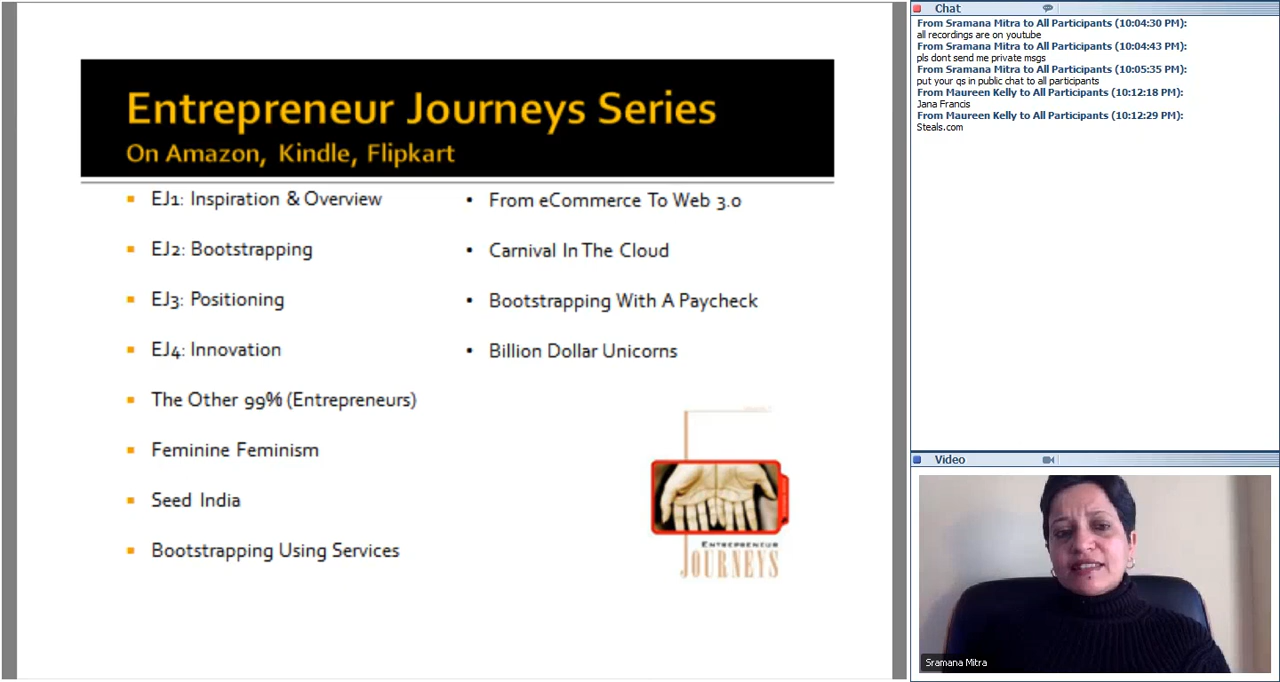 Entrepreneur Journeys Series
On Amazon, Kindle, Flipkart
EJ1: Inspiration & Overview
EJ2: Bootstrapping
EJ3: Positioning
EJ4: Innovation
The Other 99% (Entrepreneurs)
Feminine Feminism
Seed India
Bootstrapping Using Services
From eCommerce To Web 3.0
Carnival In The Cloud
Bootstrapping With A Paycheck
Billion Dollar Unicorns
ENTREPRENEUR
JOURNEYS
Chat
From Sramana Mitra to All Participants (10:04:30 PM):
all recordings are on youtube
From Sramana Mitra to All Participants (10:04:43 PM):
pls dont send me private msgs
From Sramana Mitra to All Participants (10:05:35 PM):
put your qs in public chat to all participants
From Maureen Kelly to All Participants (10:12:18 PM):
Jana Francis
From Maureen Kelly to All Participants (10:12:29 PM):
Steals.com
Video
Sramana Mitra